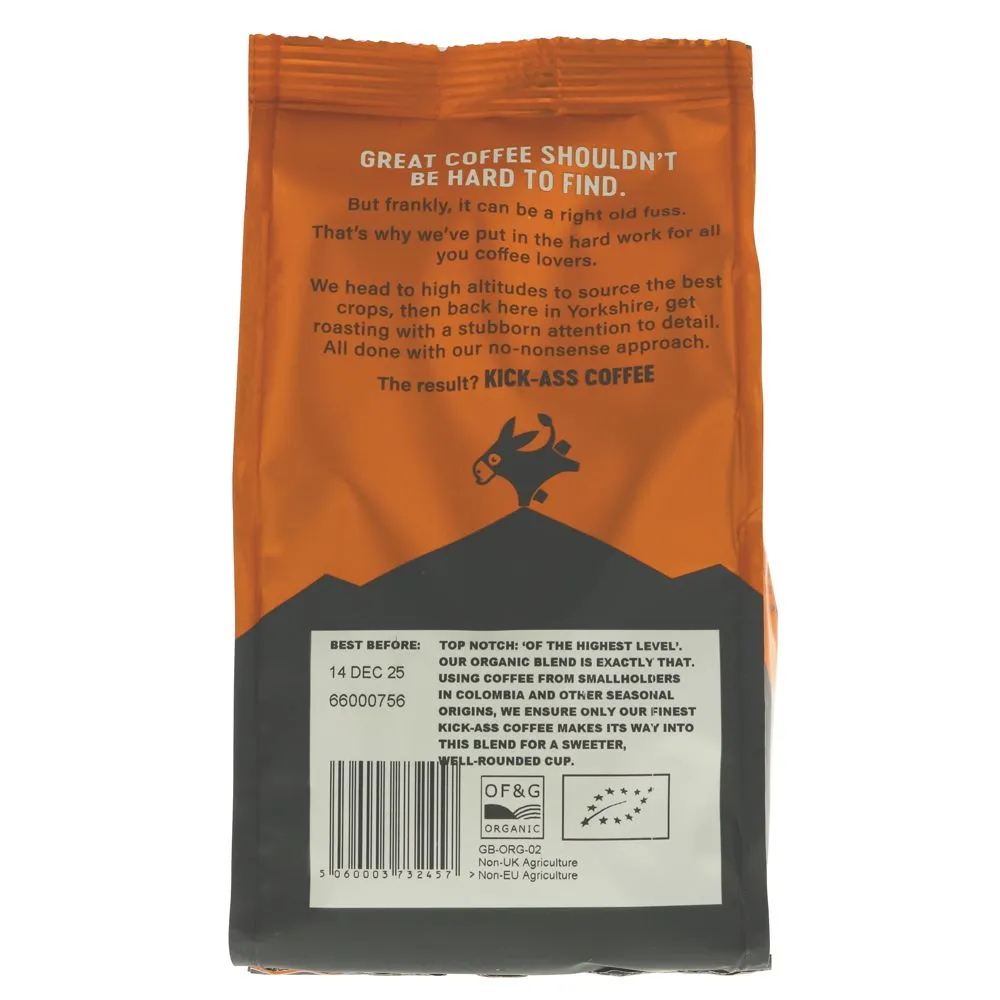 GREAT COFFEE SHOULDN'T
BE HARD TO FIND.
But frankly, it can be a right old fuss.
That's why we've put in the hard work for all
you coffee lovers.
We head to high altitudes to source the best
crops, then back here in Yorkshire, get
roasting with a stubborn attention to detail.
All done with our no-nonsense approach.
The result? KICK-ASS COFFEE
BEST BEFORE:
14 DEC 25
66000756
TOP NOTCH: 'OF THE HIGHEST LEVEL'.
OUR ORGANIC BLEND IS EXACTLY THAT.
USING COFFEE FROM SMALLHOLDERS
IN COLOMBIA AND OTHER SEASONAL
ORIGINS, WE ENSURE ONLY OUR FINEST
KICK-ASS COFFEE MAKES ITS WAY INTO
THIS BLEND FOR A SWEETER,
WELL-ROUNDED CUP.
5 060003 732457 >
OF&G
ORGANIC
GB-ORG-02
Non-UK Agriculture
Non-EU Agriculture